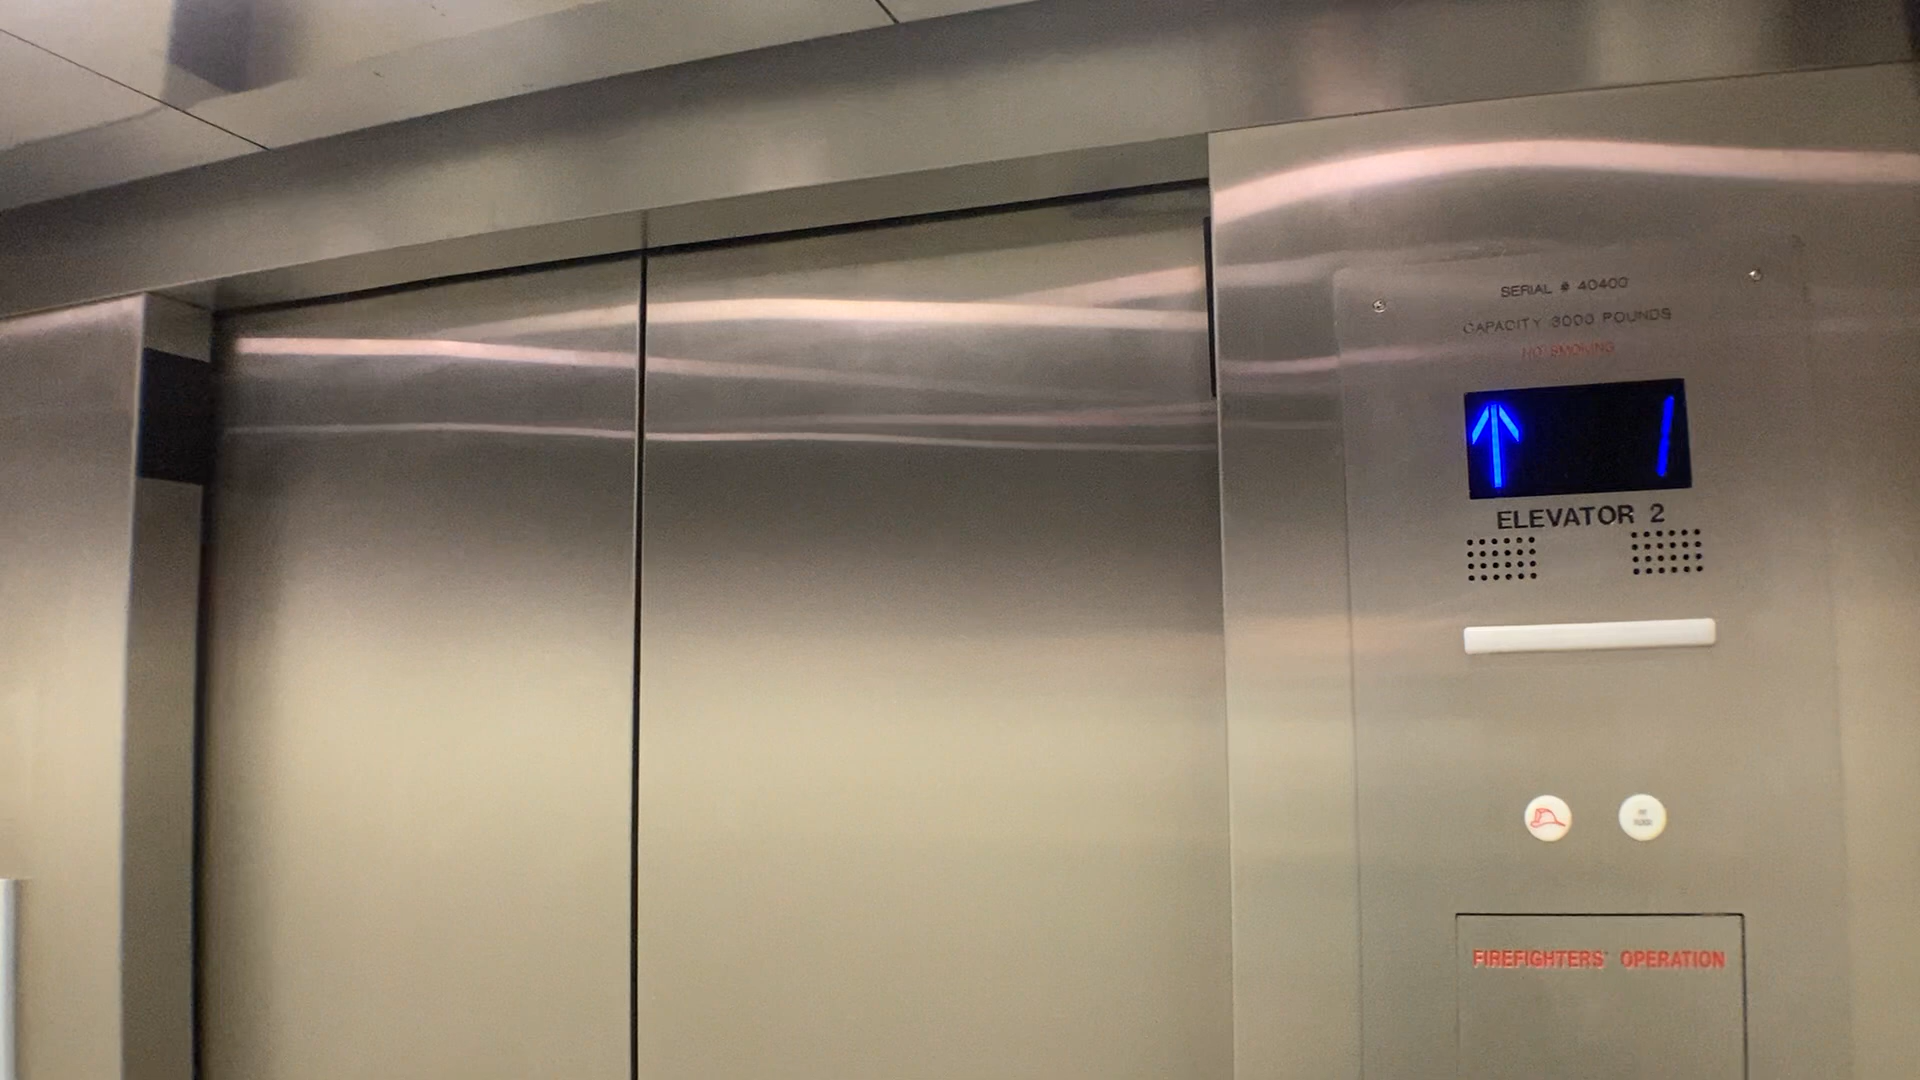 SERIAL # 40400
CAPACITY 3000 POUNDS
NO SMOKING
1
ELEVATOR 2
FIREFIGHTERS' OPERATION